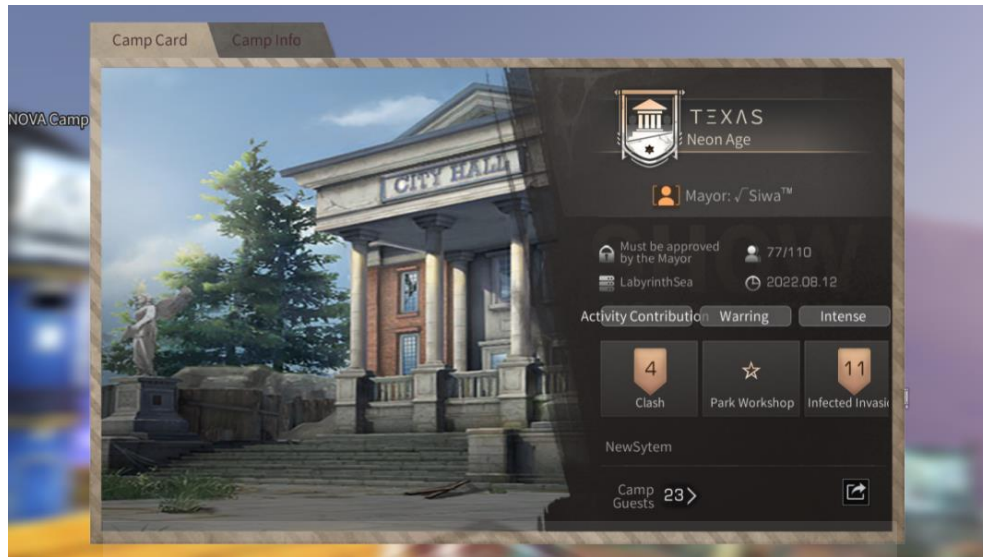 Camp Card
Camp Info
NOVA Camp
CITY HALL
TΞXΛS
Neon Age
Mayor: √Siwa™
Must be approved
by the Mayor
77/110
LabyrinthSea
2022.08.12
Activity Contribution
Warring
Intense
4
Clash
Park Workshop
11
Infected Invasi
NewSytem
Camp
Guests
23